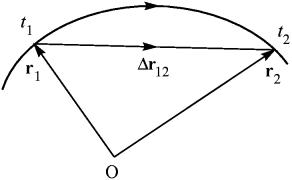 t₁
t₂
Δr₁₂
r₁
r₂
O